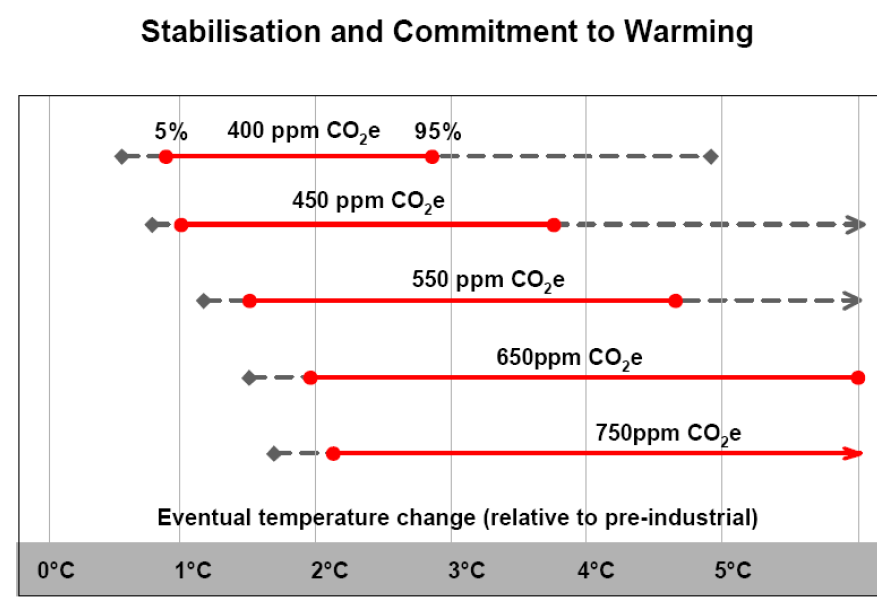 Stabilisation and Commitment to Warming
5% 400 ppm CO₂e 95%
450 ppm CO₂e
550 ppm CO₂e
650ppm CO₂e
750ppm CO₂e
Eventual temperature change (relative to pre-industrial)
0°C 1°C 2°C 3°C 4°C 5°C